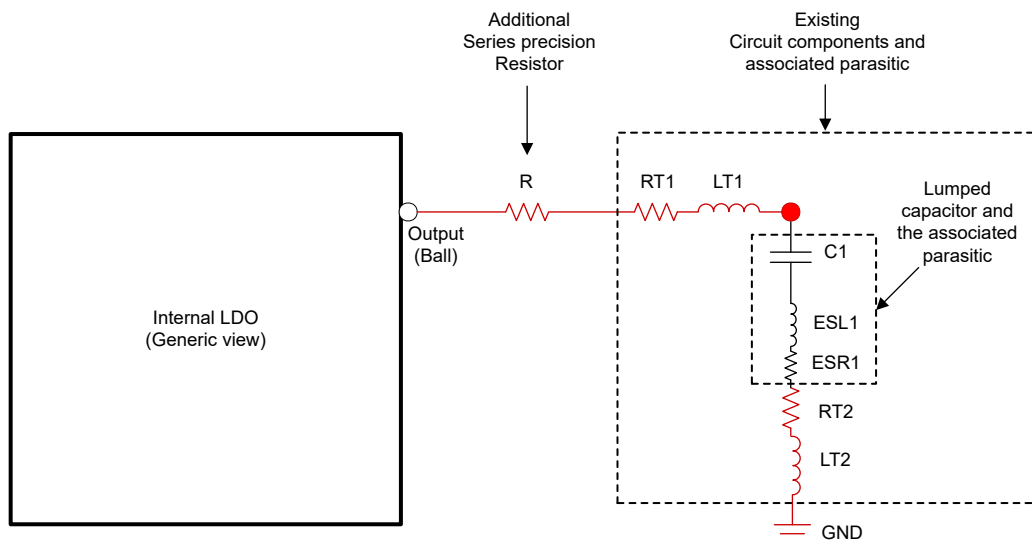 Additional
Series precision
Resistor
Existing
Circuit components and
associated parasitic
R
RT1
LT1
Lumped
capacitor and
the associated
parasitic
Output
(Ball)
C1
Internal LDO
(Generic view)
ESL1
ESR1
RT2
LT2
GND